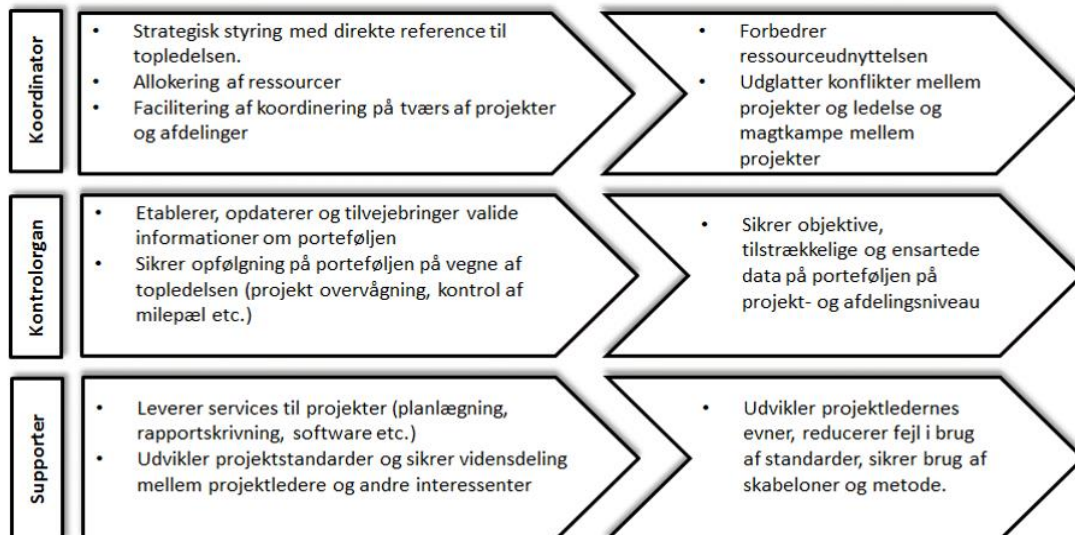 Koordinator
• Strategisk styring med direkte reference til
topledelsen.
• Allokering af ressourcer
• Facilitering af koordinering på tværs af projekter
og afdelinger
• Forbedrer
ressourceudnyttelsen
• Udglatter konflikter mellem
projekter og ledelse og
magtkampe mellem
projekter
Kontrolorgan
• Etablerer, opdaterer og tilvejebringer valide
informationer om porteføljen
• Sikrer opfølgning på porteføljen på vegne af
topledelsen (projekt overvågning, kontrol af
milepæl etc.)
• Sikrer objektive,
tilstrækkelige og ensartede
data på porteføljen på
projekt- og afdelingsniveau
Supporter
• Leverer services til projekter (planlægning,
rapportskrivning, software etc.)
• Udvikler projektstandarder og sikrer vidensdeling
mellem projektledere og andre interessenter
• Udvikler projektledernes
evner, reducerer fejl i brug
af standarder, sikrer brug af
skabeloner og metode.